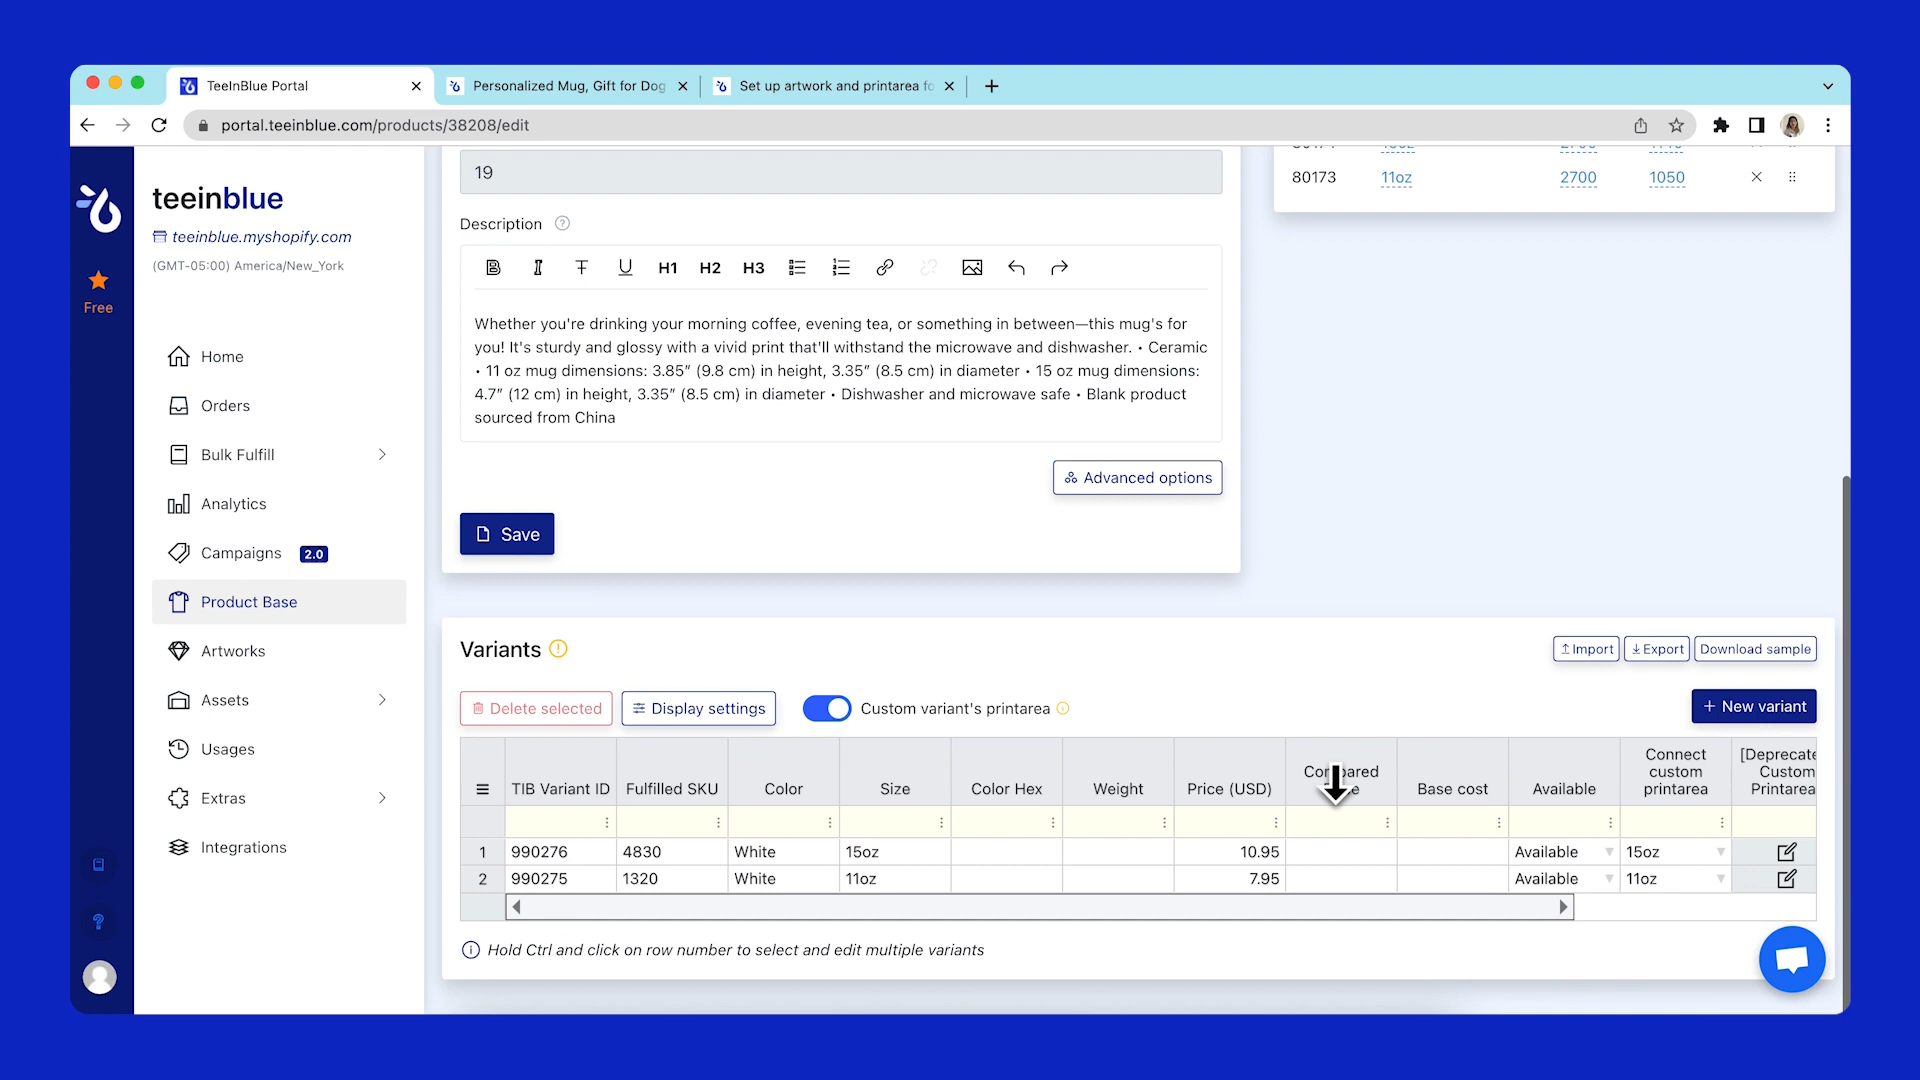 TeeInBlue Portal
Personalized Mug, Gift for Dog
Set up artwork and printarea fo
portal.teeinblue.com/products/38208/edit
teeinblue
teeinblue.myshopify.com
(GMT-05:00) America/New_York
Free
Home
Orders
Bulk Fulfill
Analytics
Campaigns 2.0
Product Base
Artworks
Assets
Usages
Extras
Integrations
19
80173 11oz 2700 1050
Description
B I T U H1 H2 H3
Whether you're drinking your morning coffee, evening tea, or something in between—this mug's for
you! It's sturdy and glossy with a vivid print that'll withstand the microwave and dishwasher. • Ceramic
• 11 oz mug dimensions: 3.85″ (9.8 cm) in height, 3.35″ (8.5 cm) in diameter • 15 oz mug dimensions:
4.7″ (12 cm) in height, 3.35″ (8.5 cm) in diameter • Dishwasher and microwave safe • Blank product
sourced from China
Advanced options
Save
Variants
Import Export Download sample
Delete selected Display settings Custom variant's printarea + New variant
TIB Variant ID Fulfilled SKU Color Size Color Hex Weight Price (USD) Base cost Available Connect custom printarea [Deprecate Custom Printarea
1 990276 4830 White 15oz 10.95 Available 15oz
2 990275 1320 White 11oz 7.95 Available 11oz
Hold Ctrl and click on row number to select and edit multiple variants